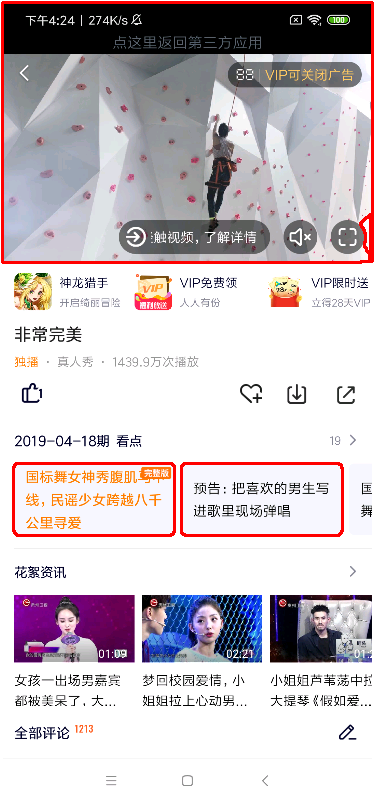 下午4:24 | 274K/s
100
点这里返回第三方应用
88 | VIP可关闭广告
触视频，了解详情
神龙猎手
开启绮丽冒险
VIP
VIP免费领
人人有份
VIP限时送
立得28天VIP
非常完美
独播 · 真人秀 · 1439.9万次播放
1
2019-04-18期 看点
19
国标舞女神秀腹肌马甲
完整版
线，民谣少女跨越八千
公里寻爱
预告：把喜欢的男生写
进歌里现场弹唱
花絮资讯
01:09
02:21
女孩一出场男嘉宾
都被美呆了，大...
梦回校园爱情，小
姐姐拉上心动男...
小姐姐芦苇荡中拉
大提琴《假如爱...
全部评论 1213